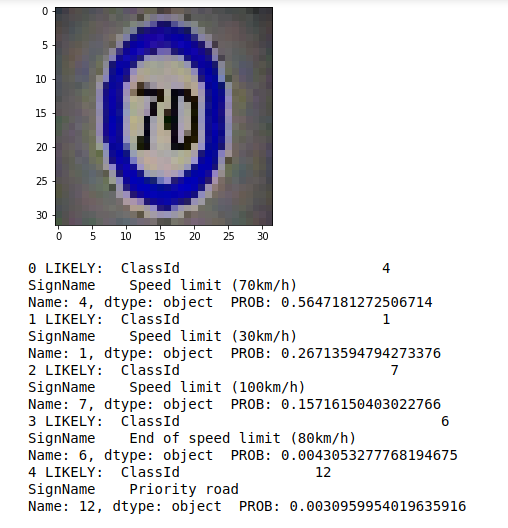 0
5
10
15
20
25
30
70
0 5 10 15 20 25 30
0 LIKELY: ClassId 4
SignName Speed limit (70km/h)
Name: 4, dtype: object PROB: 0.5647181272506714
1 LIKELY: ClassId 1
SignName Speed limit (30km/h)
Name: 1, dtype: object PROB: 0.26713594794273376
2 LIKELY: ClassId 7
SignName Speed limit (100km/h)
Name: 7, dtype: object PROB: 0.15716150403022766
3 LIKELY: ClassId 6
SignName End of speed limit (80km/h)
Name: 6, dtype: object PROB: 0.0043053277768194675
4 LIKELY: ClassId 12
SignName Priority road
Name: 12, dtype: object PROB: 0.0030959954019635916